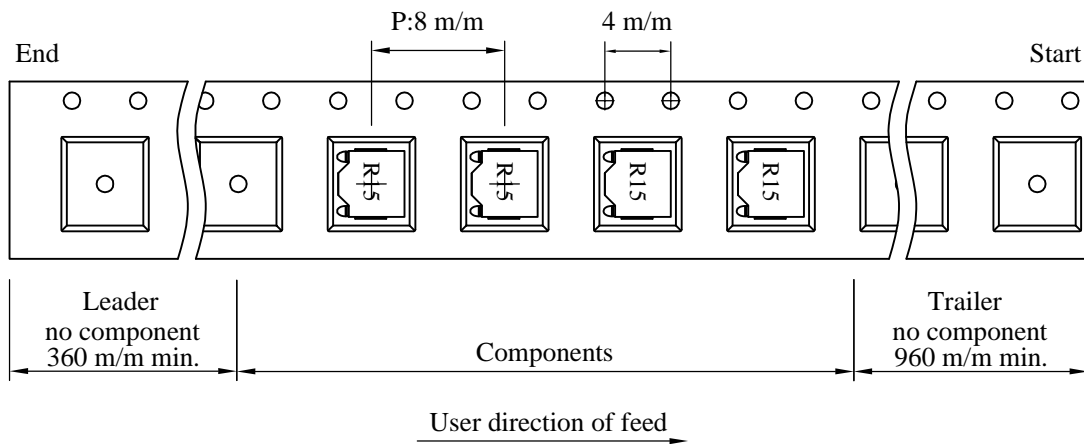 P:8 m/m
4 m/m
End
Start
R15
R15
R15
R15
Leader
no component
360 m/m min.
Components
Trailer
no component
960 m/m min.
User direction of feed